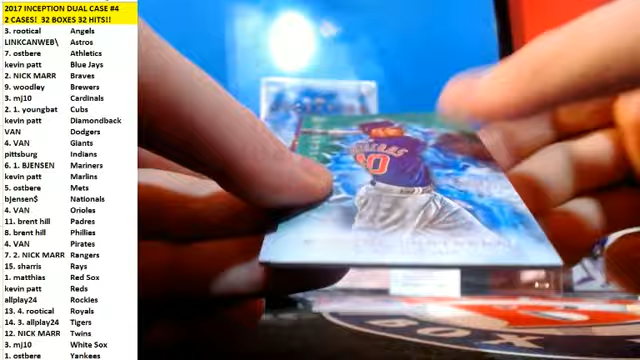 2017 INCEPTION DUAL CASE #4
2 CASES!  32 BOXES 32 HITS!!
3. rootical Angels
LINKCANWEB\ Astros
7. ostbere Athletics
kevin patt Blue Jays
2. NICK MARR Braves
9. woodley Brewers
3. mj10 Cardinals
2. 1. youngbat Cubs
kevin patt Diamondback
VAN Dodgers
4. VAN Giants
pittsburg Indians
6. 1. BJENSEN Mariners
kevin patt Marlins
5. ostbere Mets
bJensen$ Nationals
4. VAN Orioles
11. brent hill Padres
8. brent hill Phillies
4. VAN Pirates
7. 2. NICK MARR Rangers
15. sharris Rays
1. matthias Red Sox
kevin patt Reds
allplay24 Rockies
13. 4. rootical Royals
14. 3. allplay24 Tigers
12. NICK MARR Twins
3. mj10 White Sox
1. ostbere Yankees
BOX